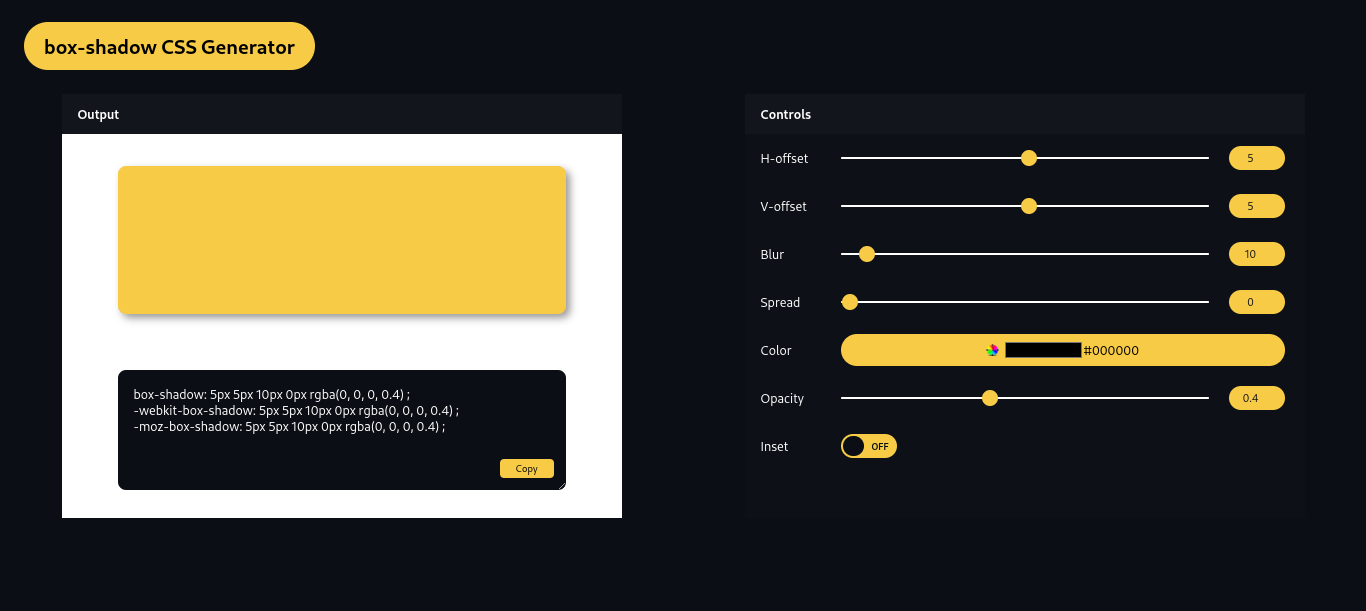 box-shadow CSS Generator
Output
box-shadow: 5px 5px 10px 0px rgba(0, 0, 0, 0.4) ;
-webkit-box-shadow: 5px 5px 10px 0px rgba(0, 0, 0, 0.4) ;
-moz-box-shadow: 5px 5px 10px 0px rgba(0, 0, 0, 0.4) ;
Copy
Controls
H-offset 5
V-offset 5
Blur 10
Spread 0
Color #000000
Opacity 0.4
Inset OFF